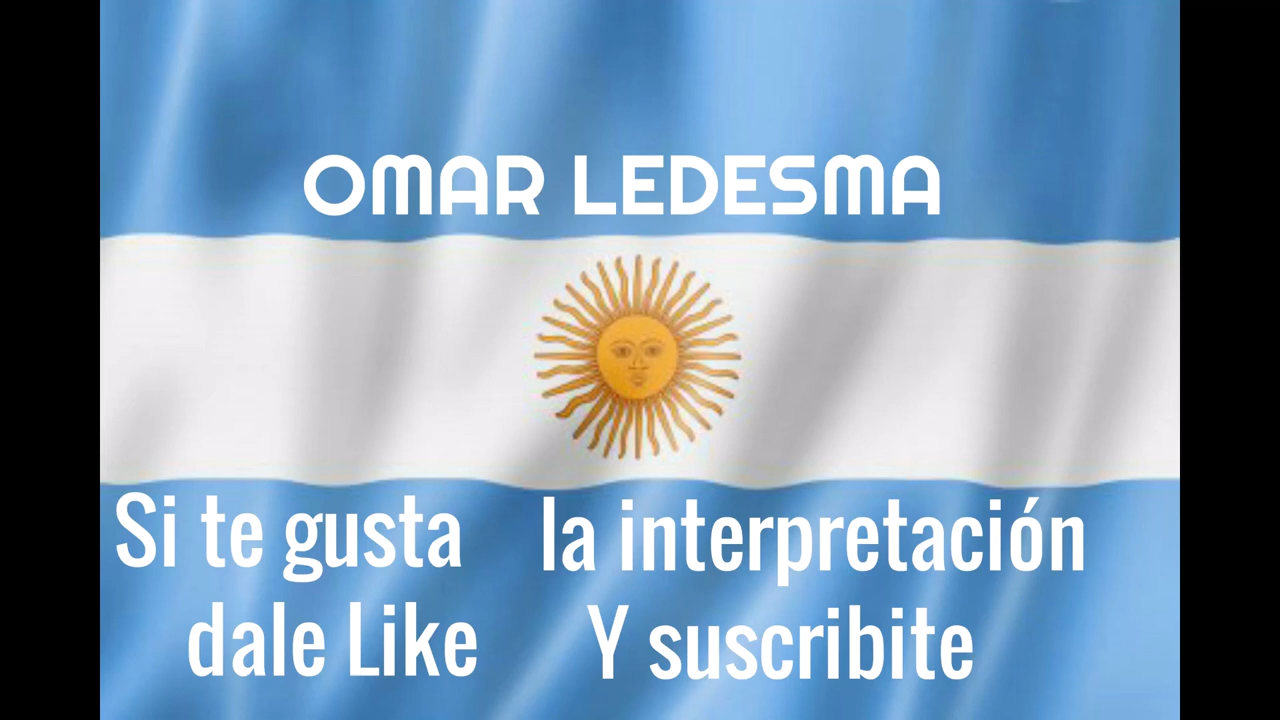 OMAR LEDESMA
Si te gusta la interpretación
dale Like Y suscribite